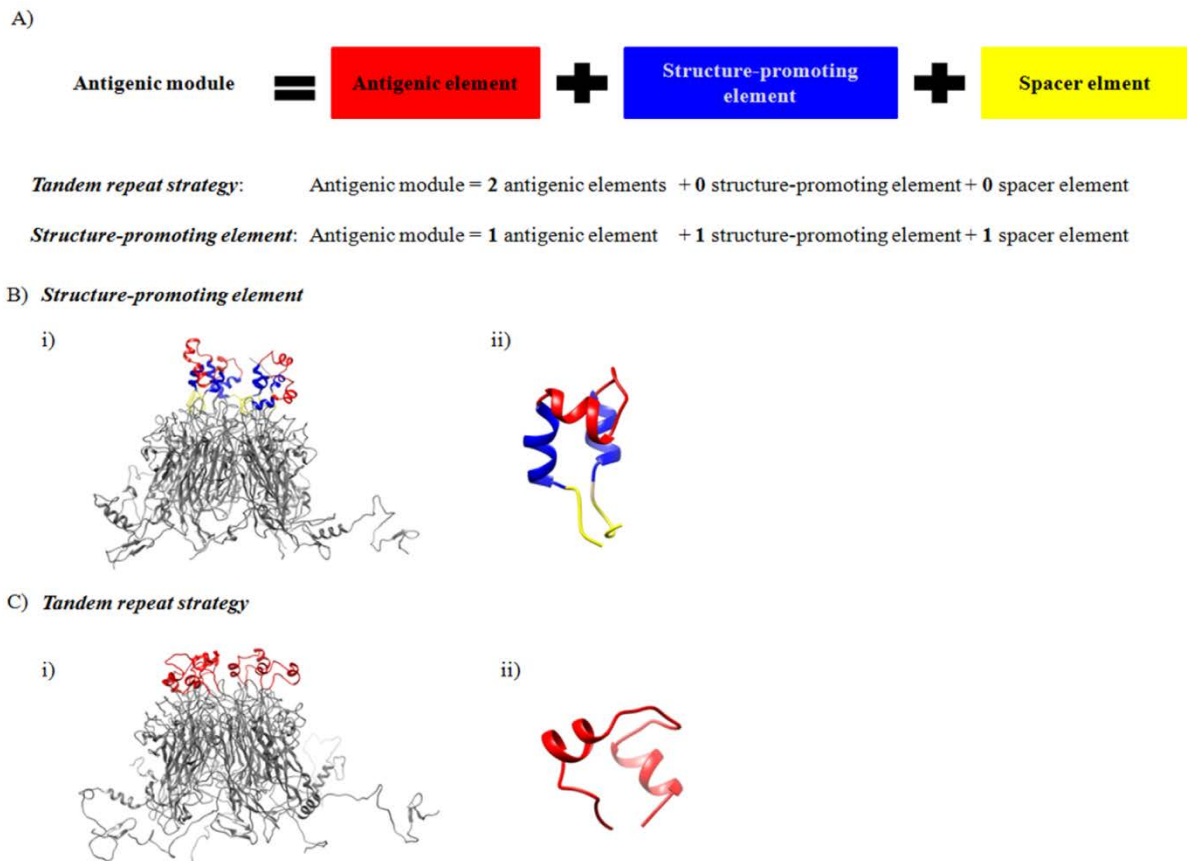 A)
Antigenic module
Antigenic element
Structure-promoting
element
Spacer elment
Tandem repeat strategy: Antigenic module = 2 antigenic elements + 0 structure-promoting element + 0 spacer element
Structure-promoting element: Antigenic module = 1 antigenic element + 1 structure-promoting element + 1 spacer element
B) Structure-promoting element
i) ii)
C) Tandem repeat strategy
i) ii)